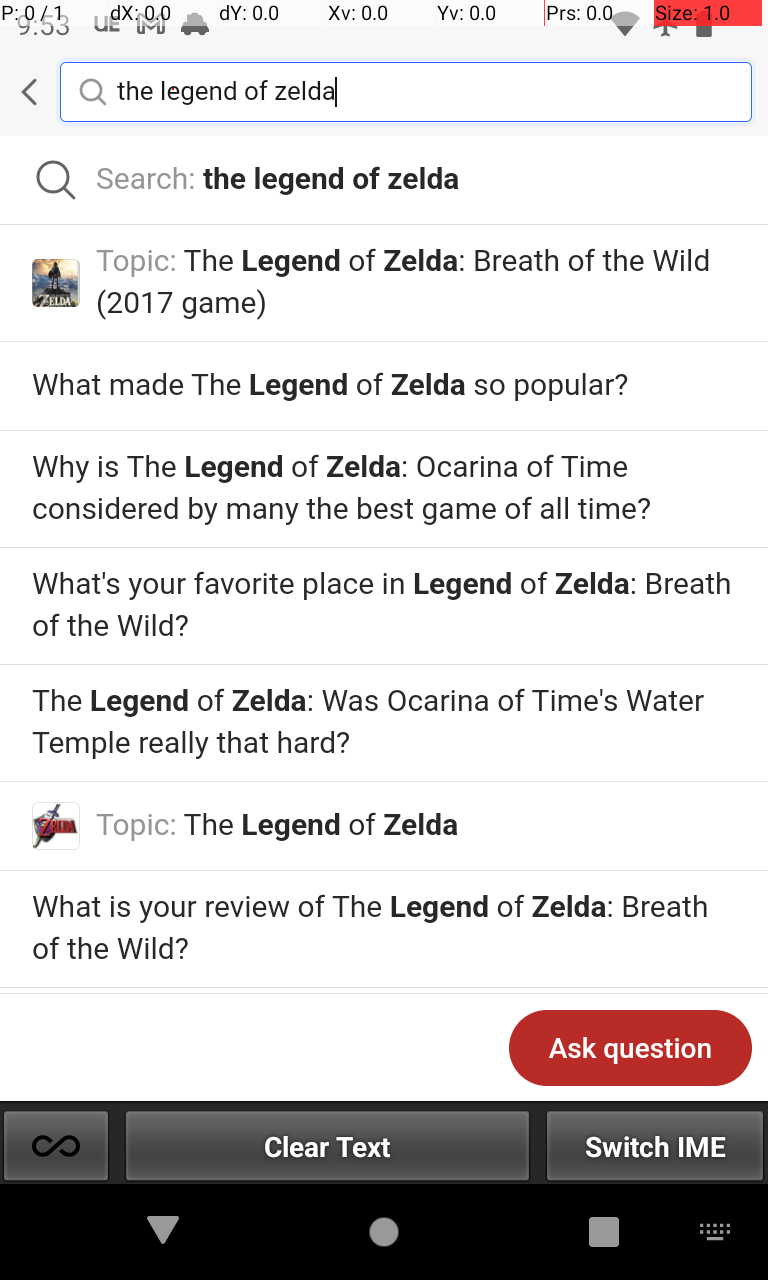 P: 0 / 1 dX: 0.0 dY: 0.0 Xv: 0.0 Yv: 0.0 Prs: 0.0 Size: 1.0
9:53 UE
the legend of zelda
Search: the legend of zelda
Topic: The Legend of Zelda: Breath of the Wild
(2017 game)
ZELDA
What made The Legend of Zelda so popular?
Why is The Legend of Zelda: Ocarina of Time
considered by many the best game of all time?
What's your favorite place in Legend of Zelda: Breath
of the Wild?
The Legend of Zelda: Was Ocarina of Time's Water
Temple really that hard?
Topic: The Legend of Zelda
ZELDA
What is your review of The Legend of Zelda: Breath
of the Wild?
Ask question
Clear Text
Switch IME